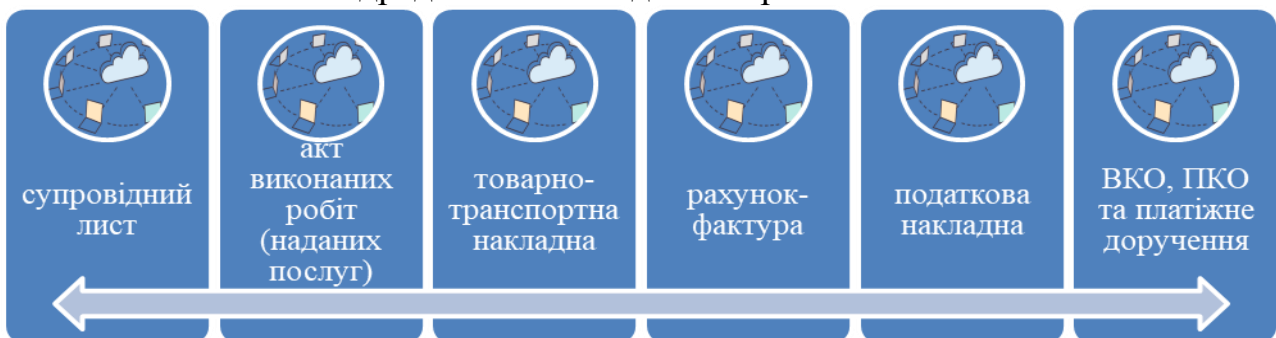 супровідний
лист
акт
виконаних
робіт
(наданих
послуг)
товарно-
транспортна
накладна
рахунок-
фактура
податкова
накладна
ВКО, ПКО
та платіжне
доручення